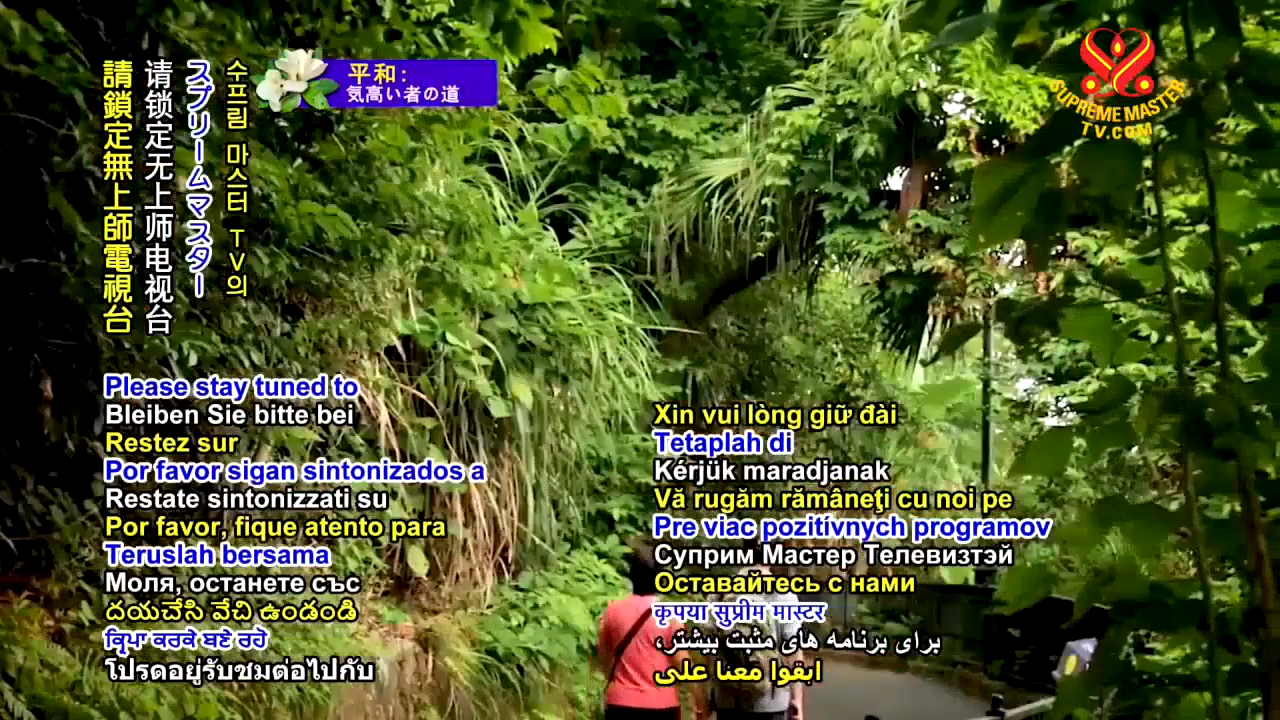 請鎖定無上師電視台
请锁定无上师电视台
スプリームマスター
수프림 마스터 TV의
平和:
気高い者の道
SUPREME MASTER
TV.COM
Please stay tuned to
Bleiben Sie bitte bei
Restez sur
Por favor sigan sintonizados a
Restate sintonizzati su
Por favor, fique atento para
Teruslah bersama
Моля, останете със
దయచేసి వేచి ఉండండి
ਕ੍ਰਿਪਾ ਕਰਕੇ ਬਣੇ ਰਹੋ
โปรดอยู่รับชมต่อไปกับ
Xin vui lòng giữ đài
Tetaplah di
Kérjük maradjanak
Vă rugăm rămâneţi cu noi pe
Pre viac pozitívnych programov
Суприм Мастер Телевизтэй
Оставайтесь с нами
कृपया सुप्रीम मास्टर
برای برنامه های مثبت بیشتر،
ابقوا معنا على